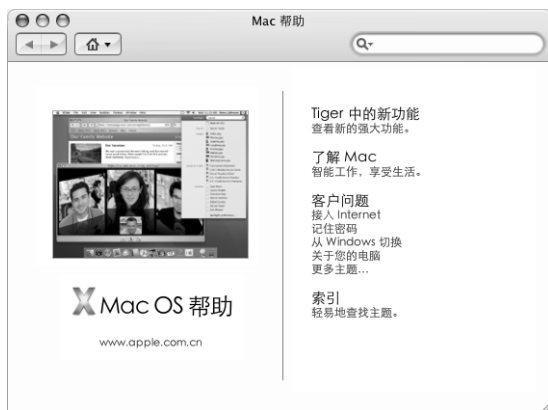 Mac 帮助
Mac OS 帮助
www.apple.com.cn
Tiger 中的新功能
查看新的强大功能。
了解 Mac
智能工作，享受生活。
客户问题
接入 Internet
记住密码
从 Windows 切换
关于您的电脑
更多主题...
索引
轻易地查找主题。